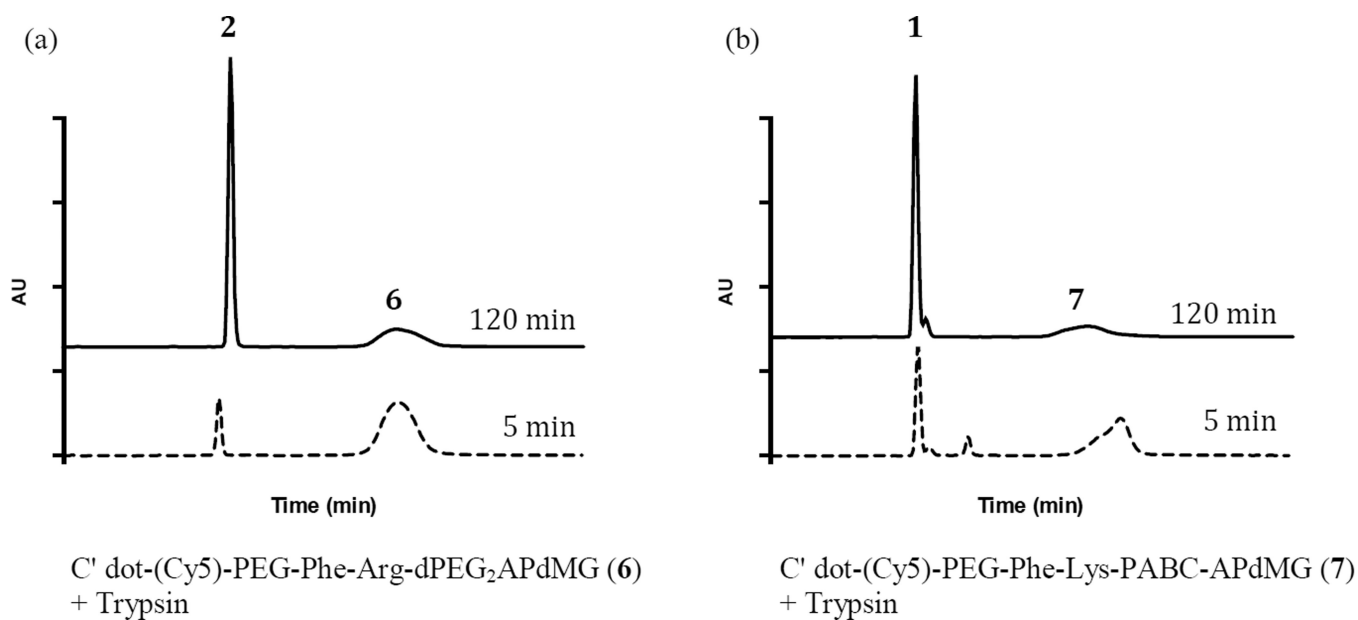 (a)
2
6
120 min
5 min
AU
Time (min)
C' dot-(Cy5)-PEG-Phe-Arg-dPEG₂APdMG (6)
+ Trypsin
(b)
1
7
120 min
5 min
AU
Time (min)
C' dot-(Cy5)-PEG-Phe-Lys-PABC-APdMG (7)
+ Trypsin